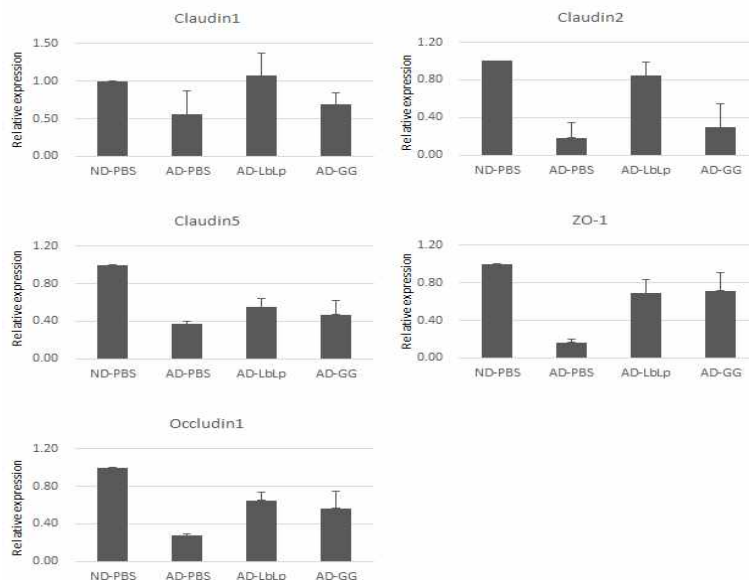 Claudin1
Relative expression
1.50
1.00
0.50
0.00
ND-PBS AD-PBS AD-LbLp AD-GG
Claudin2
Relative expression
1.20
0.80
0.40
0.00
ND-PBS AD-PBS AD-LbLp AD-GG
Claudin5
Relative expression
1.20
0.80
0.40
0.00
ND-PBS AD-PBS AD-LbLp AD-GG
ZO-1
Relative expression
1.20
0.80
0.40
0.00
ND-PBS AD-PBS AD-LbLp AD-GG
Occludin1
Relative expression
1.20
0.80
0.40
0.00
ND-PBS AD-PBS AD-LbLp AD-GG